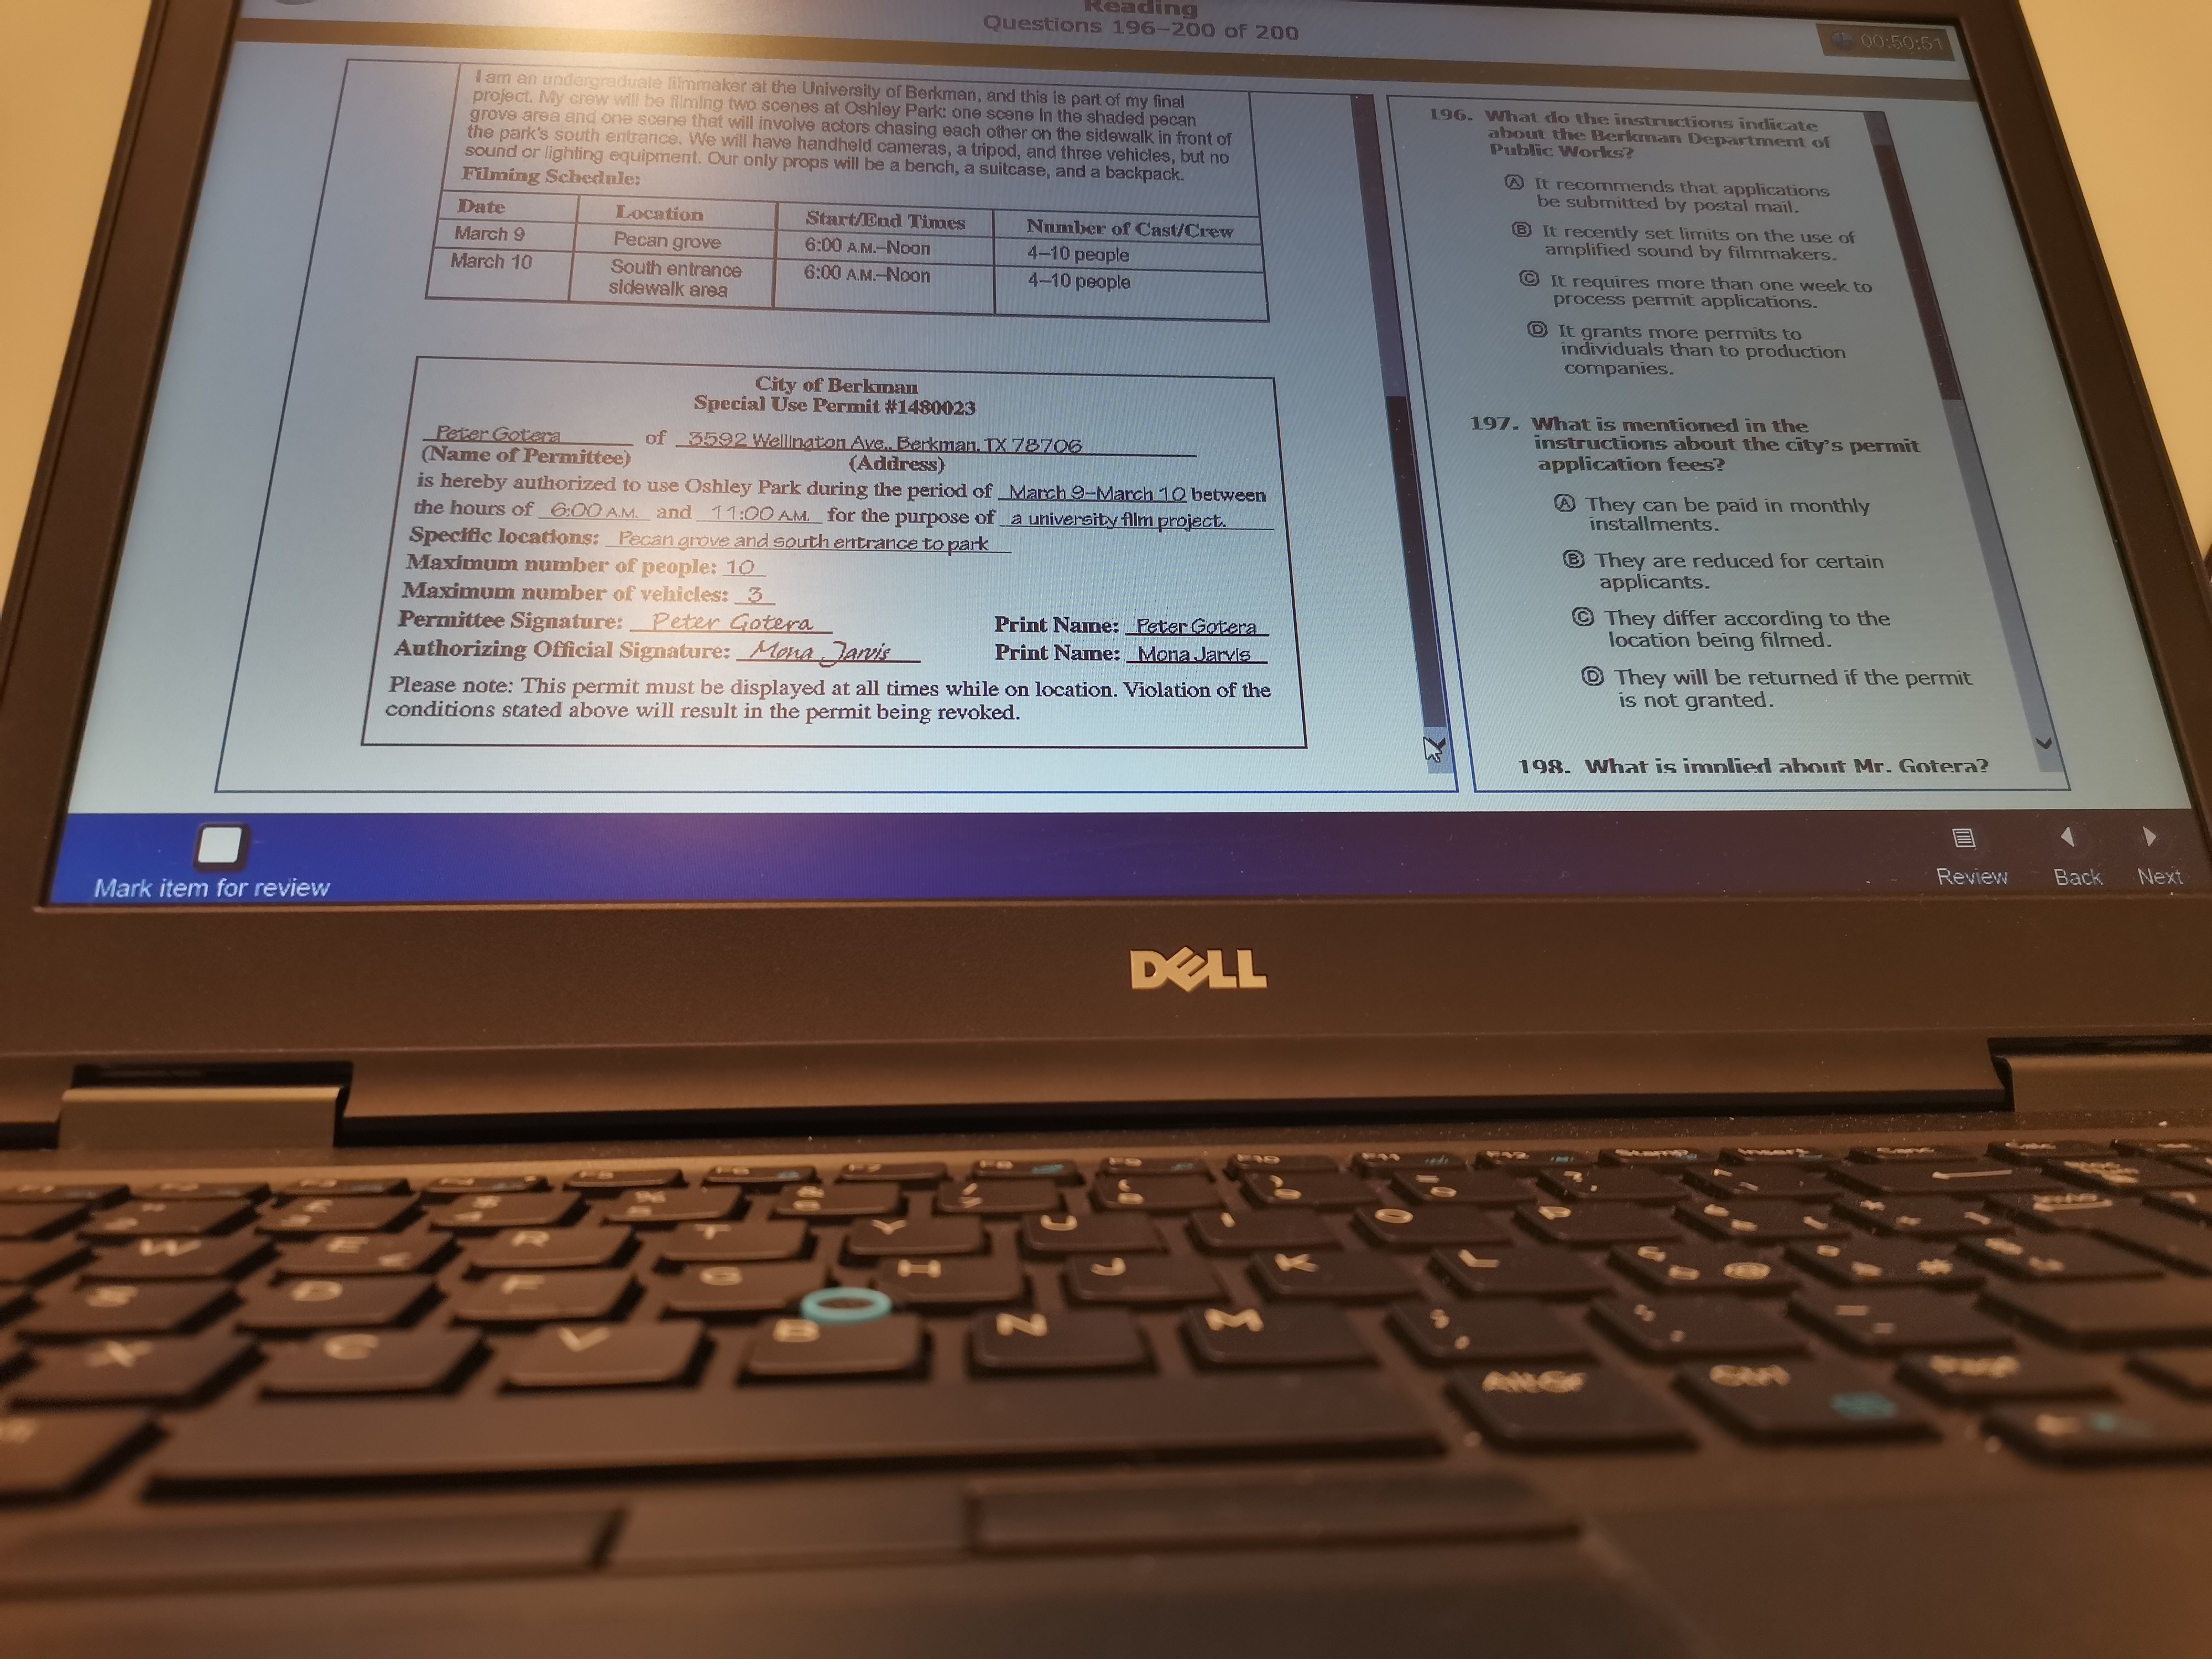 Reading
Questions 196–200 of 200
00:50:51
I am an undergraduate filmmaker at the University of Berkman, and this is part of my final
project. My crew will be filming two scenes at Oshley Park: one scene in the shaded pecan
grove area and one scene that will involve actors chasing each other on the sidewalk in front of
the park's south entrance. We will have handheld cameras, a tripod, and three vehicles, but no
sound or lighting equipment. Our only props will be a bench, a suitcase, and a backpack.
Filming Schedule:
Date Location Start/End Times Number of Cast/Crew
March 9 Pecan grove 6:00 A.M.–Noon 4–10 people
March 10 South entrance sidewalk area 6:00 A.M.–Noon 4–10 people
City of Berkman
Special Use Permit #1480023
Peter Gotera of 3592 Wellington Ave., Berkman, TX 78706
(Name of Permittee) (Address)
is hereby authorized to use Oshley Park during the period of March 9–March 10 between
the hours of 6:00 A.M. and 11:00 A.M. for the purpose of a university film project.
Specific locations: Pecan grove and south entrance to park
Maximum number of people: 10
Maximum number of vehicles: 3
Permittee Signature: Peter Gotera Print Name: Peter Gotera
Authorizing Official Signature: Mona Jarvis Print Name: Mona Jarvis
Please note: This permit must be displayed at all times while on location. Violation of the
conditions stated above will result in the permit being revoked.
196. What do the instructions indicate
about the Berkman Department of
Public Works?
A It recommends that applications
be submitted by postal mail.
B It recently set limits on the use of
amplified sound by filmmakers.
C It requires more than one week to
process permit applications.
D It grants more permits to
individuals than to production
companies.
197. What is mentioned in the
instructions about the city's permit
application fees?
A They can be paid in monthly
installments.
B They are reduced for certain
applicants.
C They differ according to the
location being filmed.
D They will be returned if the permit
is not granted.
198. What is implied about Mr. Gotera?
Mark item for review
Review Back Next
DELL
F10 F11 F12
W E R T Y U I O P
S D F G H J K L
X C V B N M